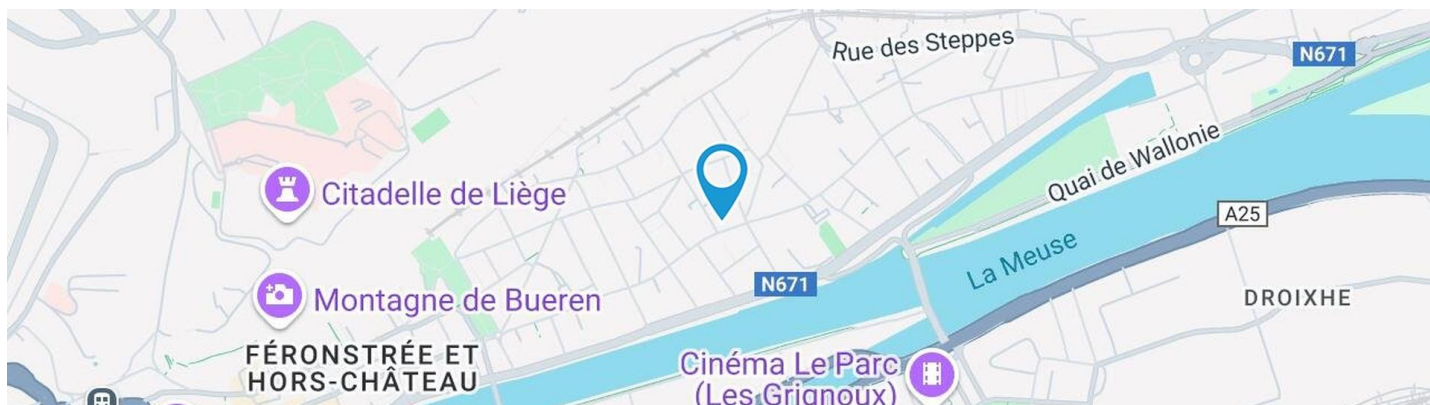 Rue des Steppes
N671
Quai de Wallonie
Citadelle de Liège
A25
La Meuse
N671
DROIXHE
Montagne de Bueren
FÉRONSTRÉE ET
HORS-CHÂTEAU
Cinéma Le Parc
(Les Grignoux)